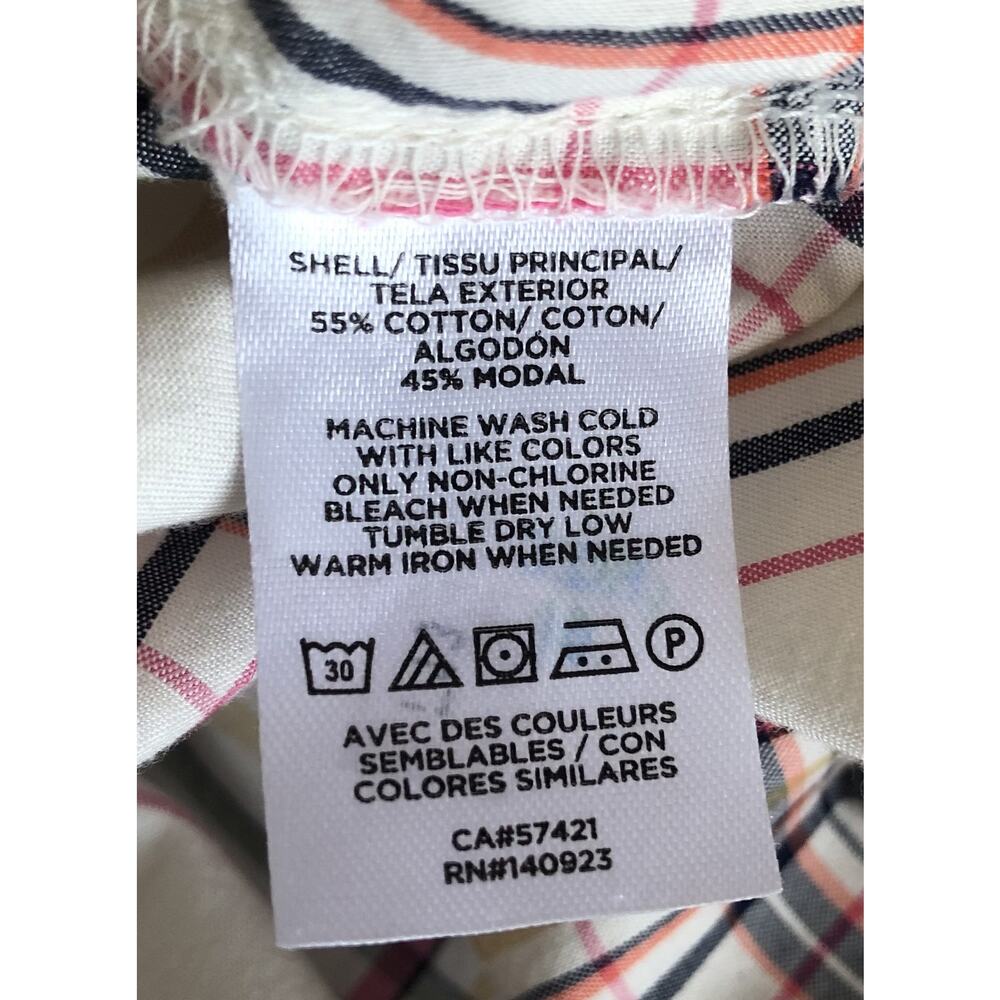 SHELL/ TISSU PRINCIPAL/
TELA EXTERIOR
55% COTTON/ COTON/
ALGODÓN
45% MODAL
MACHINE WASH COLD
WITH LIKE COLORS
ONLY NON-CHLORINE
BLEACH WHEN NEEDED
TUMBLE DRY LOW
WARM IRON WHEN NEEDED
30 P
AVEC DES COULEURS
SEMBLABLES / CON
COLORES SIMILARES
CA#57421
RN#140923